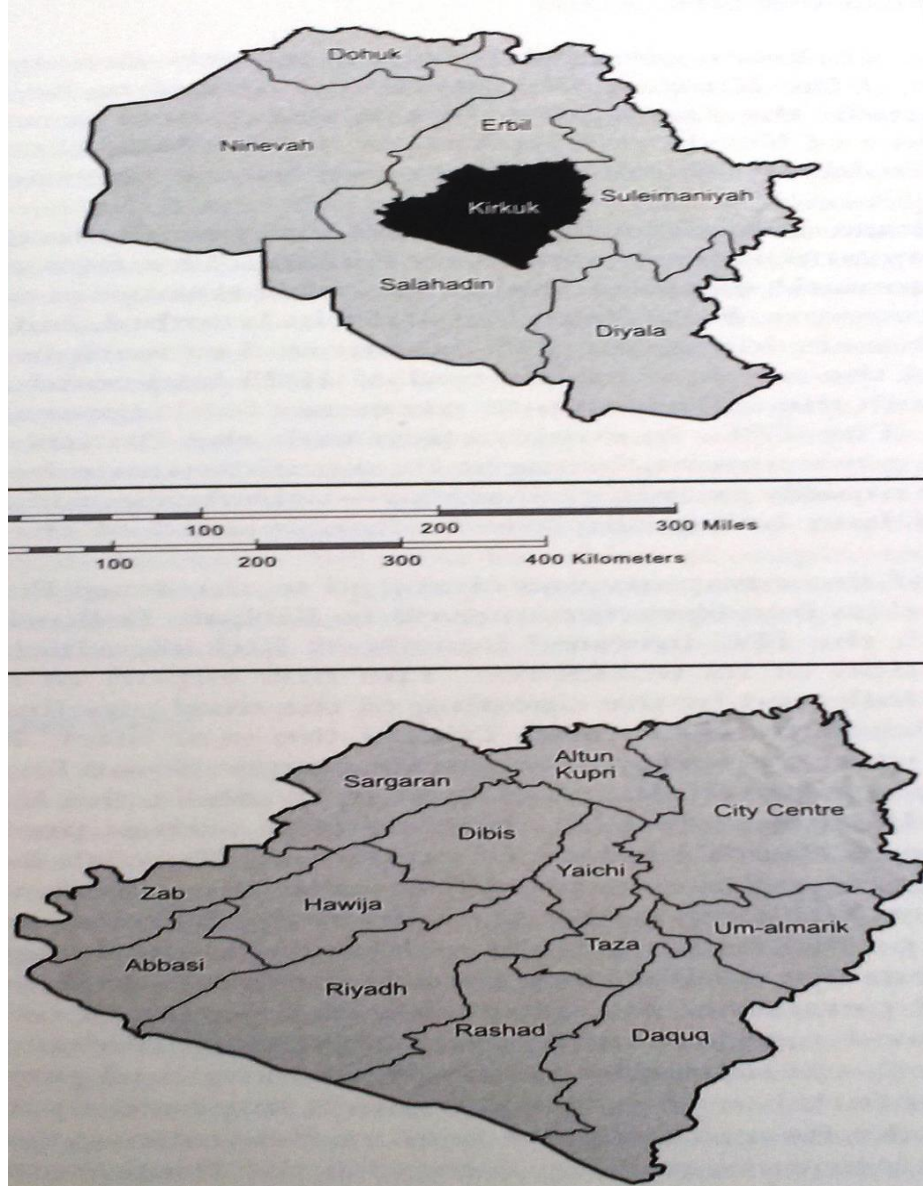 Dohuk
Erbil
Ninevah
Suleimaniyah
Kirkuk
Salahadin
Diyala
100 200 300 Miles
100 200 300 400 Kilometers
Altun
Kupri
Sargaran
City Centre
Dibis
Yaichi
Zab
Hawija
Um-almarik
Taza
Abbasi
Riyadh
Rashad
Daquq